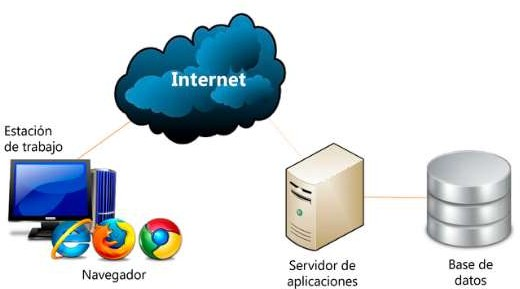 Internet
Estación
de trabajo
Navegador
Servidor de
aplicaciones
Base de
datos